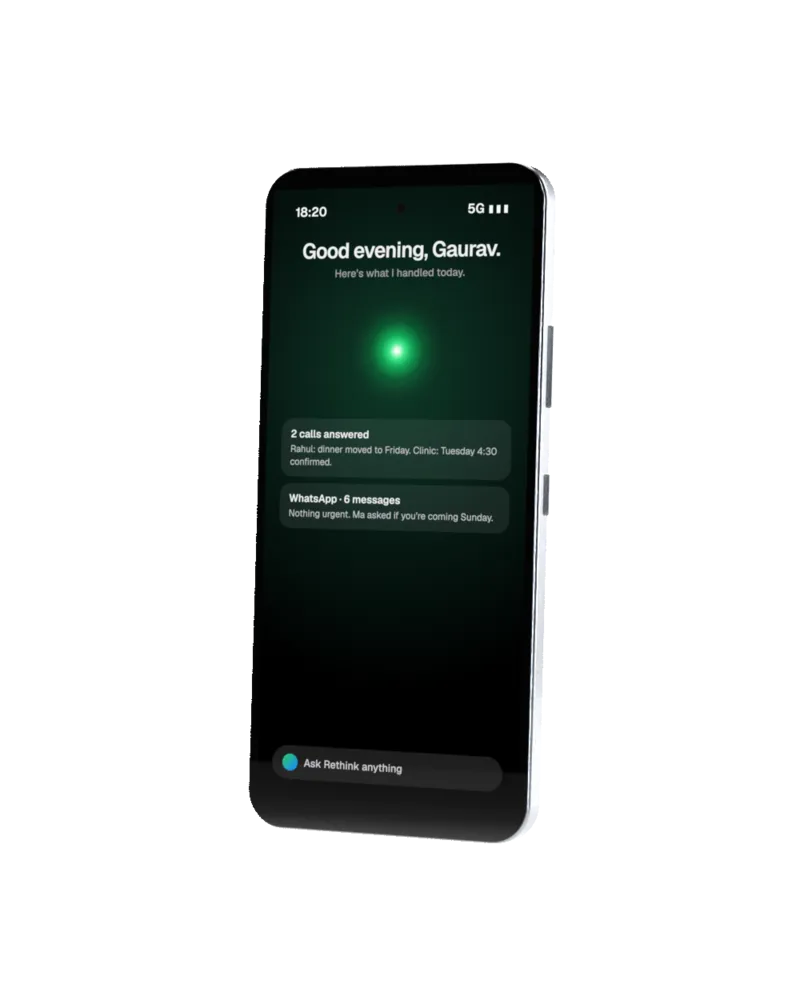 18:20
5G
Good evening, Gaurav.
Here's what I handled today.
2 calls answered
Rahul: dinner moved to Friday. Clinic: Tuesday 4:30
confirmed.
WhatsApp · 6 messages
Nothing urgent. Ma asked if you're coming Sunday.
Ask Rethink anything